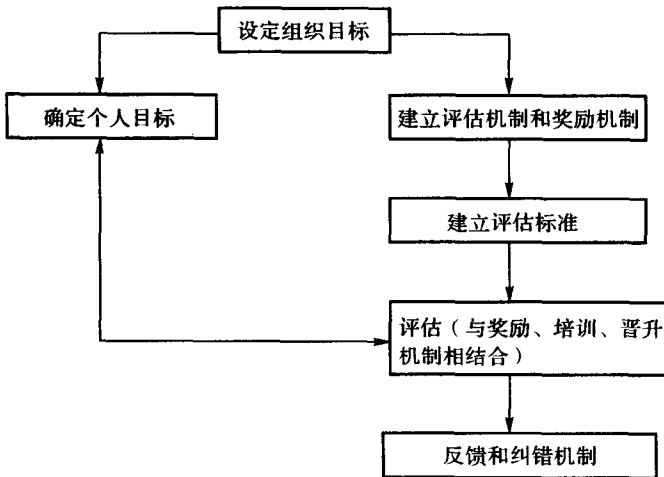 设定组织目标
确定个人目标
建立评估机制和奖励机制
建立评估标准
评估（与奖励、培训、晋升
机制相结合）
反馈和纠错机制